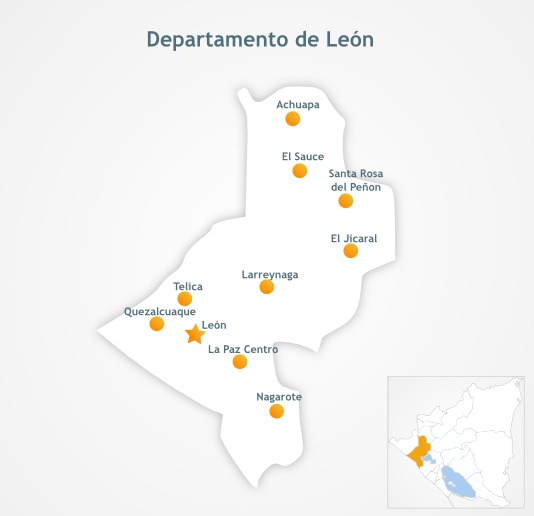 Departamento de León
Achuapa
El Sauce
Santa Rosa
del Peñon
El Jicaral
Larreynaga
Telica
Quezalcuaque
León
La Paz Centro
Nagarote